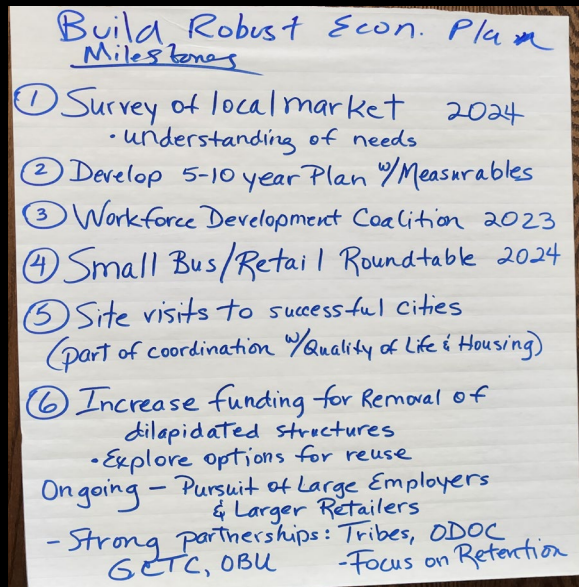 Build Robust Econ. Plan
Milestones
① Survey of local market 2024
• understanding of needs
② Develop 5-10 year Plan w/Measurables
③ Workforce Development Coalition 2023
④ Small Bus/Retail Roundtable 2024
⑤ Site visits to successful cities
(part of coordination w/Quality of Life & Housing)
⑥ Increase funding for Removal of
dilapidated structures
• Explore options for reuse
Ongoing – Pursuit of Large Employers
& Larger Retailers
- Strong partnerships: Tribes, ODOC
GCTC, OBU - Focus on Retention